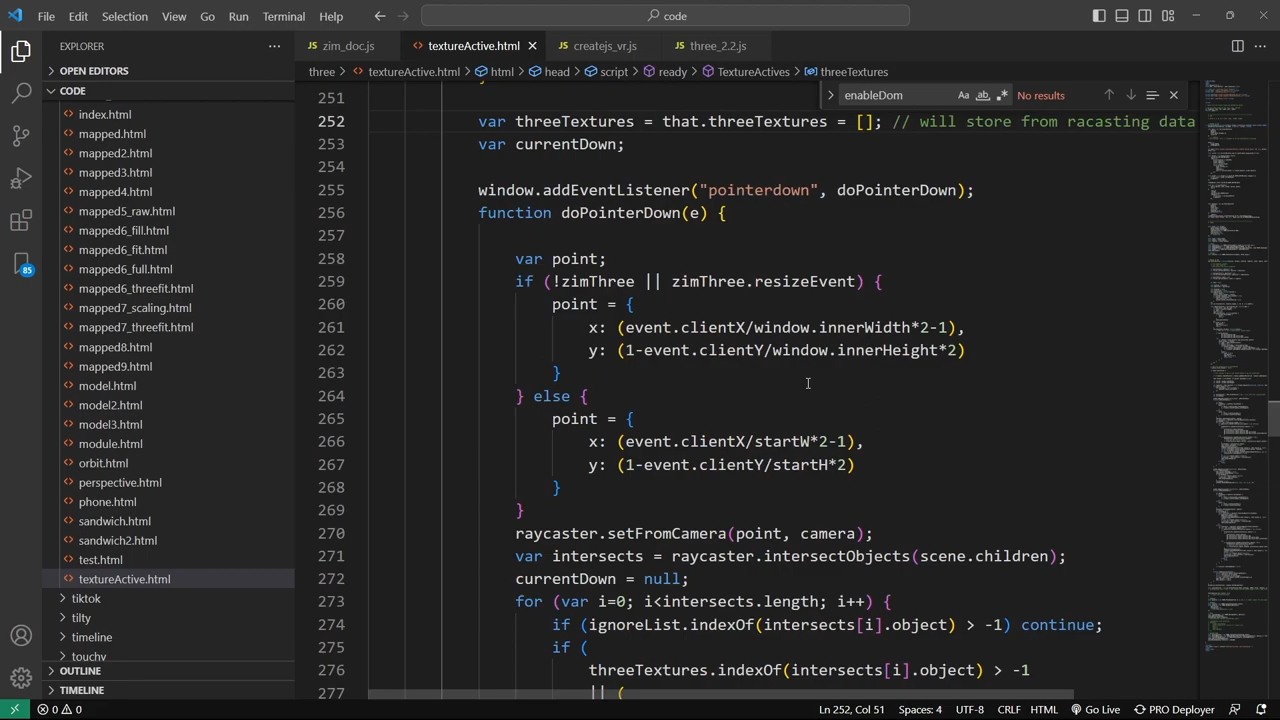 File Edit Selection View Go Run Terminal Help
code
EXPLORER
OPEN EDITORS
CODE
index.html
mapped.html
mapped2.html
mapped3.html
mapped4.html
mapped5_raw.html
mapped6_fill.html
mapped6_fit.html
mapped6_full.html
mapped6_threefit.html
mapped7_scaling.html
mapped7_threefit.html
mapped8.html
mapped9.html
model.html
model2.html
model3.html
module.html
orbit.html
perspective.html
phone.html
sandwich.html
sandwich2.html
test.html
textureActive.html
tiktok
tilty
timeline
touchy
OUTLINE
TIMELINE
85
zim_doc.js textureActive.html createjs_vr.js three_2.2.js
three > textureActive.html > html > head > script > ready > TextureActives > threeTextures
enableDom Aa ab .* No results
251
252 var threeTextures = that.threeTextures = []; // will store from racasting data
253 var currentDown;
254
255 window.addEventListener("pointerdown", doPointerDown);
256 function doPointerDown(e) {
257
258 var point;
259 if (!zimThree || zimThree.resizeEvent) {
260 point = {
261 x: (event.clientX/window.innerWidth*2-1),
262 y: (1-event.clientY/window.innerHeight*2)
263 }
264 else {
265 point = {
266 x: (event.clientX/startW*2-1),
267 y: (1-event.clientY/startH*2)
268 }
269 }
270 raycaster.setFromCamera(point, camera);
271 var intersects = raycaster.intersectObjects(scene.children);
272 currentDown = null;
273 for (var i=0; i<intersects.length; i++) {
274 if (ignoreList.indexOf(intersects[i].object) > -1) continue;
275 if (
276 threeTextures.indexOf(intersects[i].object) > -1
277 || (
0 0 Ln 252, Col 51 Spaces: 4 UTF-8 CRLF HTML Go Live PRO Deployer